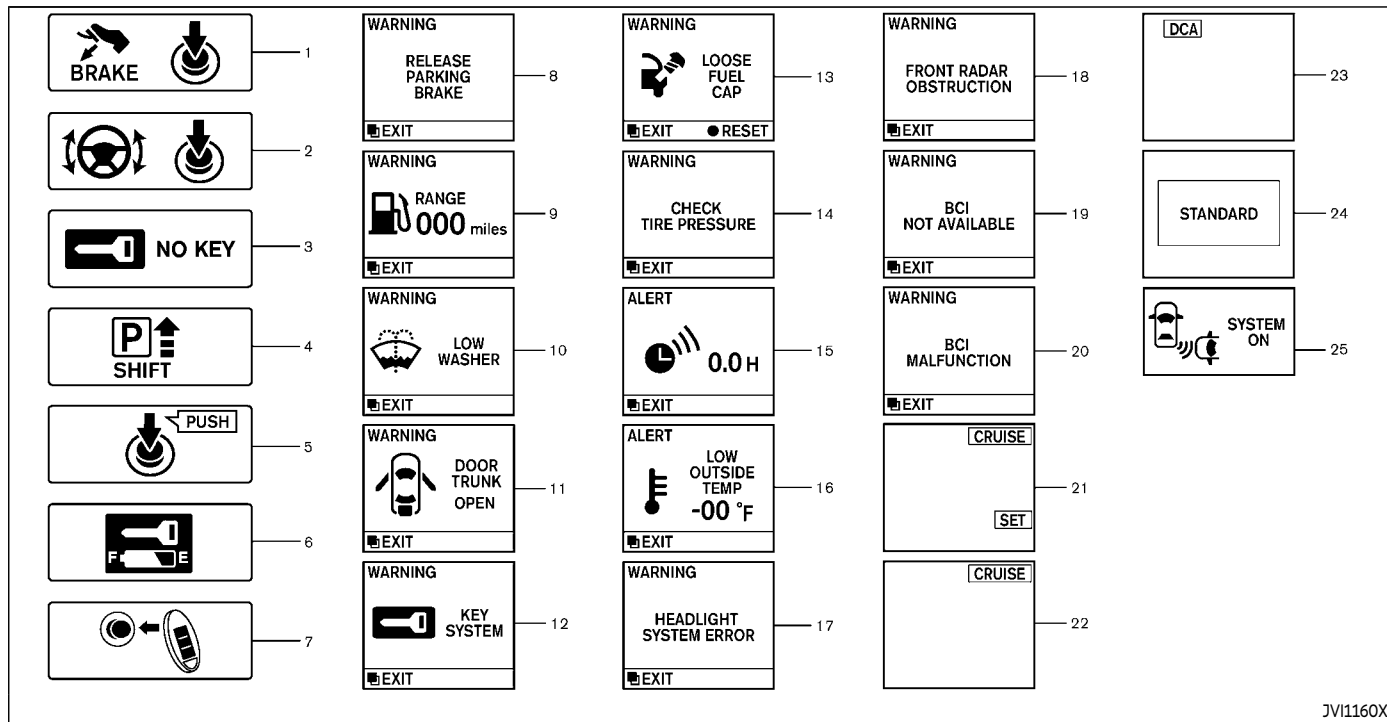 BRAKE
1
2
NO KEY
3
P
SHIFT
4
PUSH
5
F E
6
7
WARNING
RELEASE
PARKING
BRAKE
EXIT
8
WARNING
RANGE
000 miles
EXIT
9
WARNING
LOW
WASHER
EXIT
10
WARNING
DOOR
TRUNK
OPEN
EXIT
11
WARNING
KEY
SYSTEM
EXIT
12
WARNING
LOOSE
FUEL
CAP
EXIT ●RESET
13
WARNING
CHECK
TIRE PRESSURE
EXIT
14
ALERT
0.0 H
EXIT
15
ALERT
LOW
OUTSIDE
TEMP
-00 °F
EXIT
16
WARNING
HEADLIGHT
SYSTEM ERROR
EXIT
17
WARNING
FRONT RADAR
OBSTRUCTION
EXIT
18
WARNING
BCI
NOT AVAILABLE
EXIT
19
WARNING
BCI
MALFUNCTION
EXIT
20
CRUISE
SET
21
CRUISE
22
DCA
23
STANDARD
24
SYSTEM
ON
25
JVI1160X